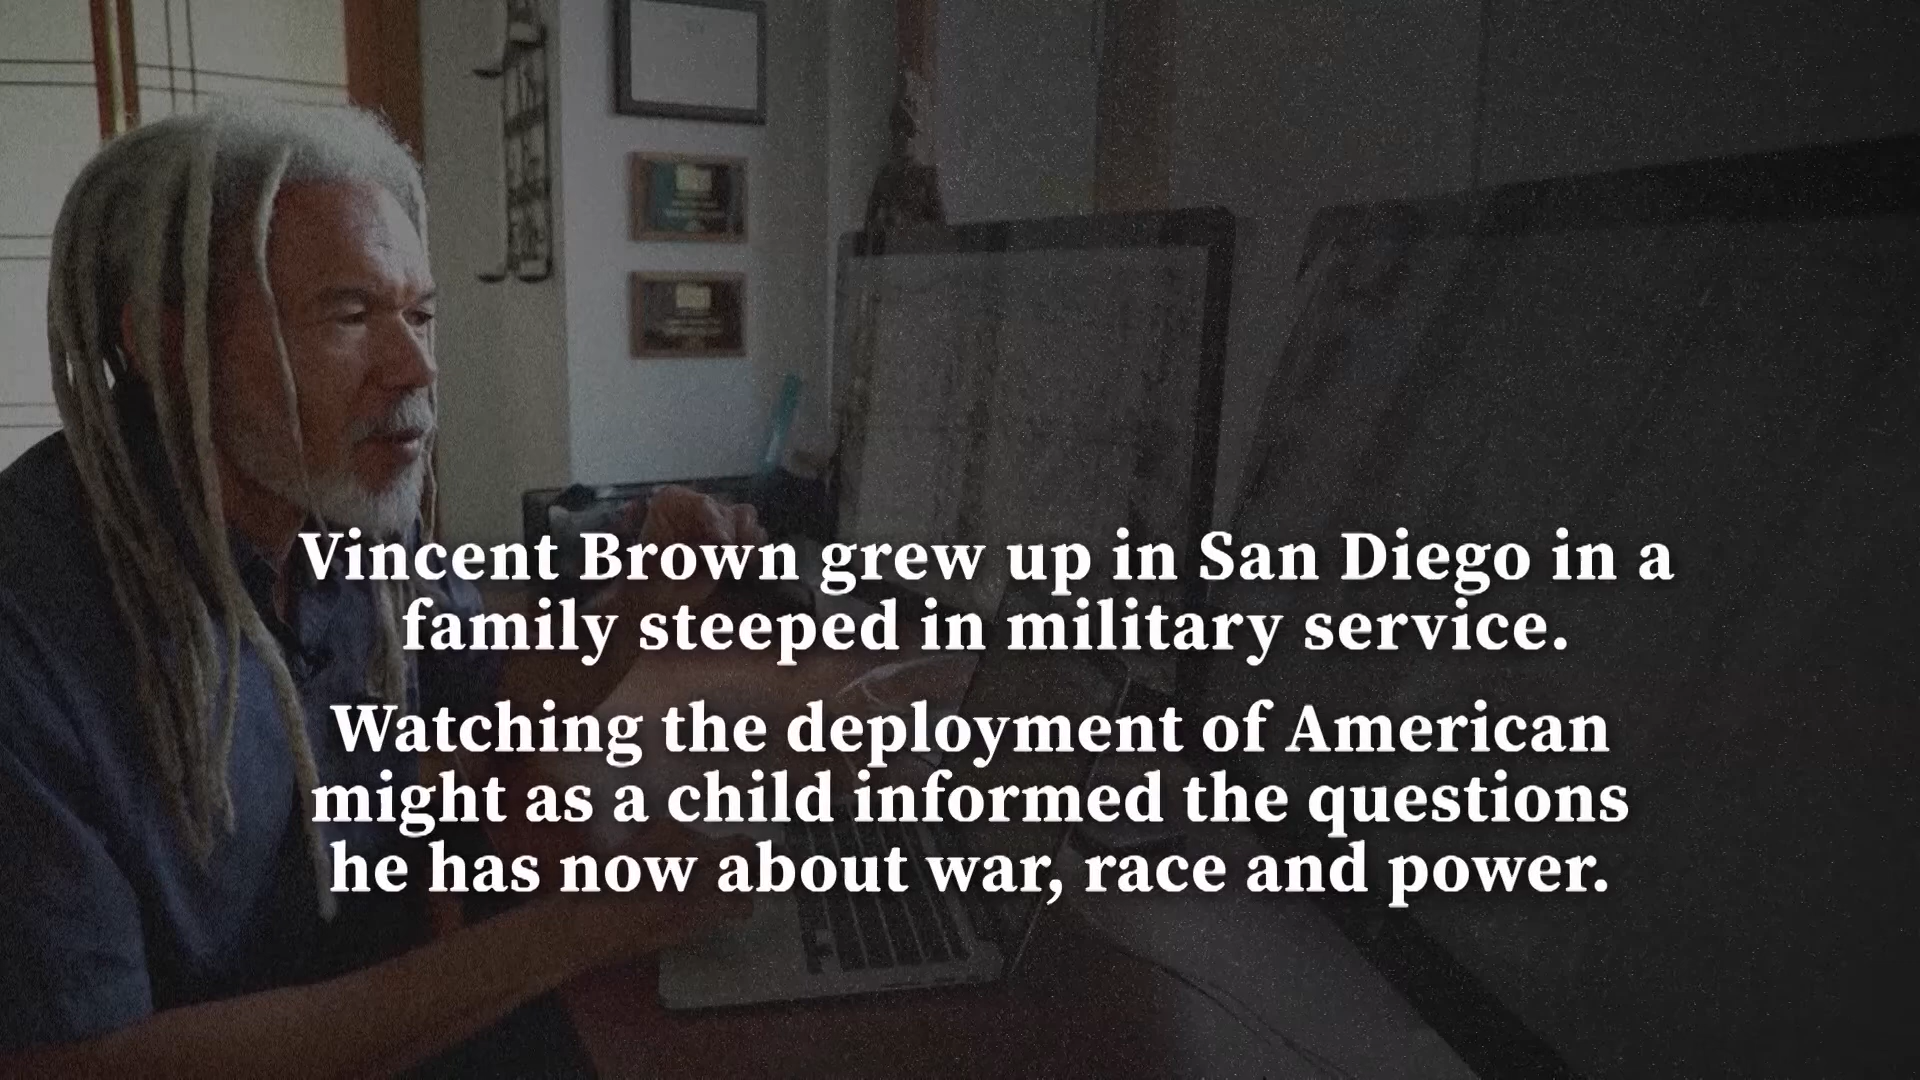 Vincent Brown grew up in San Diego in a
family steeped in military service.
Watching the deployment of American
might as a child informed the questions
he has now about war, race and power.